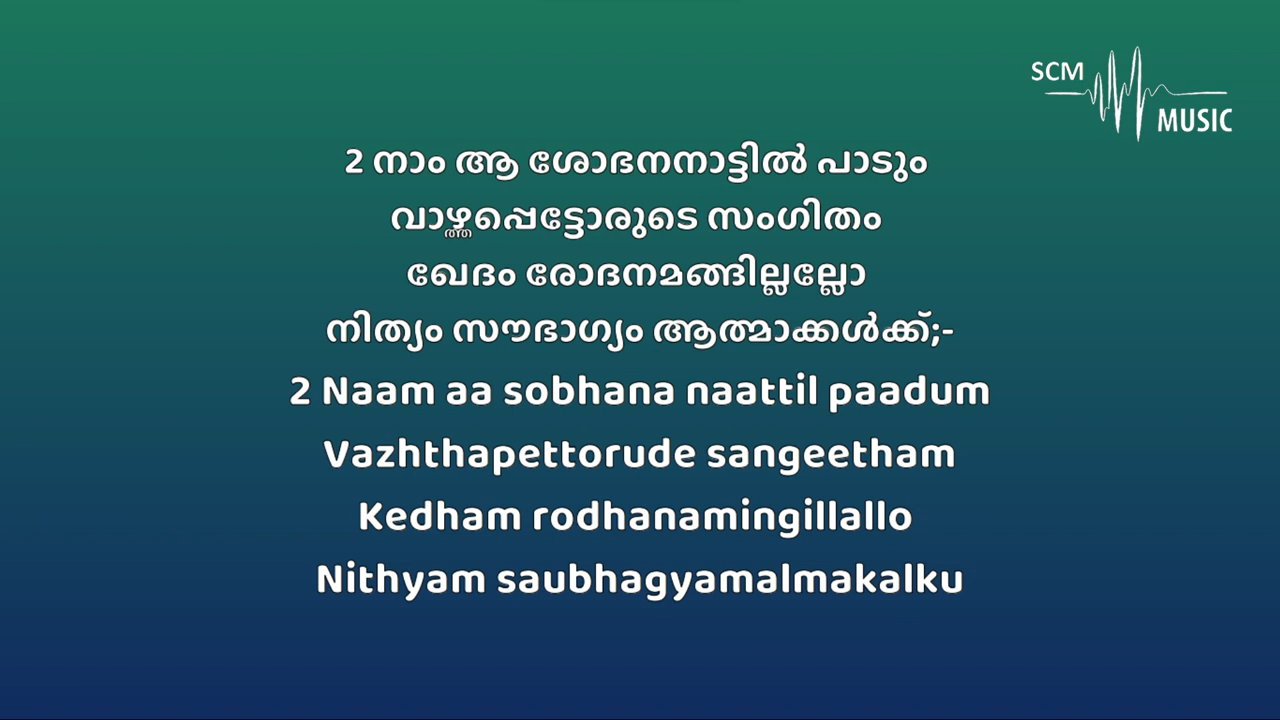 SCM
MUSIC
2 നാം ആ ശോഭനനാട്ടിൽ പാടും
വാഴ്ത്തപ്പെട്ടോരുടെ സംഗിതം
ഖേദം രോദനമങ്ങില്ലല്ലോ
നിത്യം സൗഭാഗ്യം ആത്മാക്കൾക്ക്;-
2 Naam aa sobhana naattil paadum
Vazhthapettorude sangeetham
Kedham rodhanamingillallo
Nithyam saubhagyamalmakalku